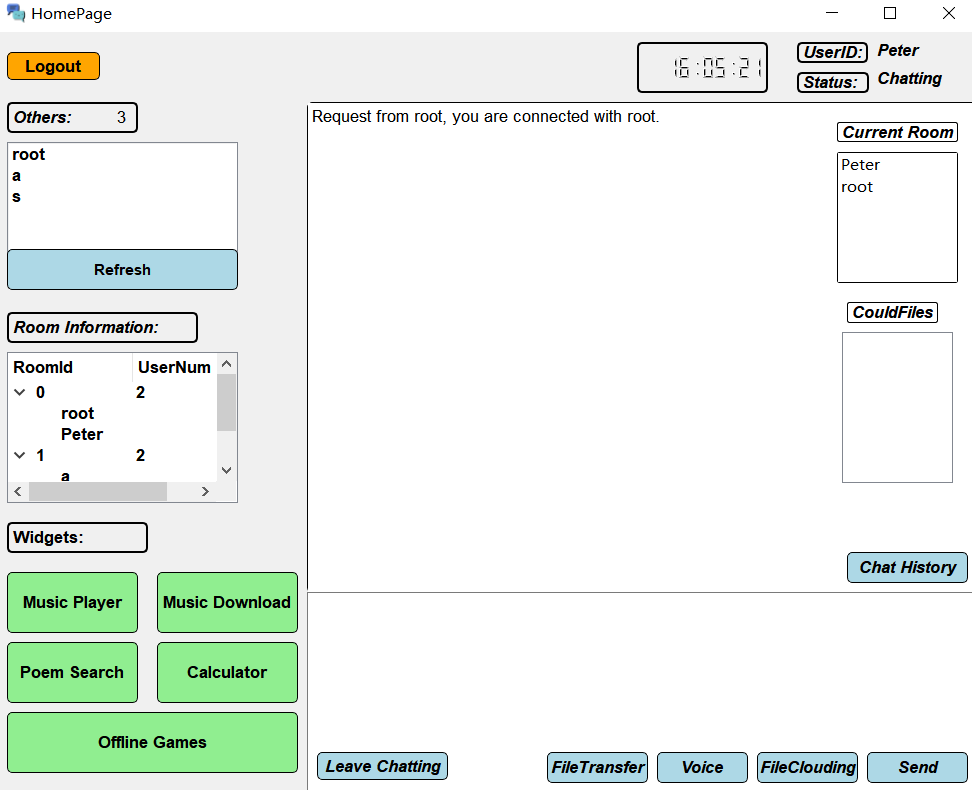 HomePage
Logout
16:05:21
UserID: Peter
Status: Chatting
Others: 3
root
a
s
Refresh
Room Information:
RoomId UserNum
0 2
root
Peter
1 2
a
Widgets:
Music Player Music Download
Poem Search Calculator
Offline Games
Request from root, you are connected with root.
Current Room
Peter
root
CouldFiles
Chat History
Leave Chatting FileTransfer Voice FileClouding Send